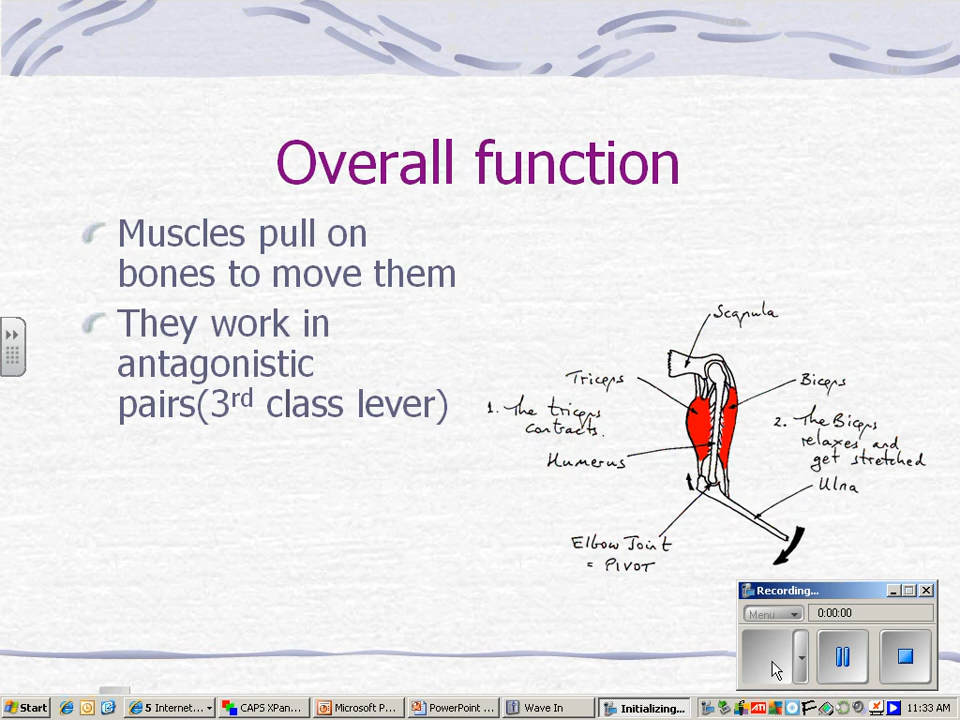 Overall function
Muscles pull on
bones to move them
They work in
antagonistic
pairs(3rd class lever)
Scapula
Triceps
Biceps
1. The triceps
contracts.
2. The Biceps
relaxes and
get stretched
Humerus
Ulna
Elbow Joint
= PIVOT
Recording...
Menu
0:00:00
Start
5 Internet...
CAPS XPan...
Microsoft P...
PowerPoint ...
Wave In
Initializing...
11:33 AM